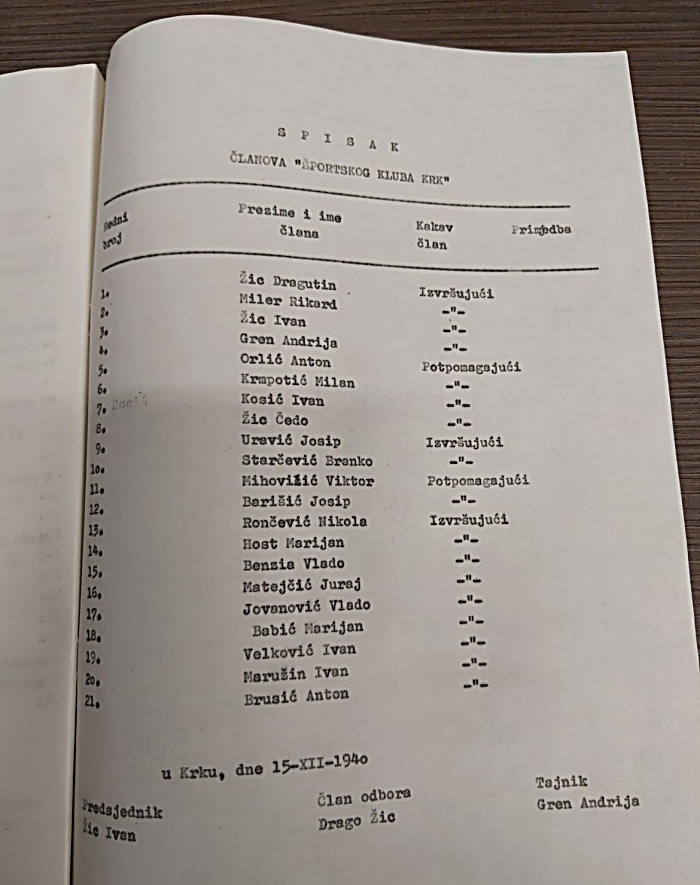 S P I S A K
ČLANOVA "ŠPORTSKOG KLUBA KRK"
Redni broj Prezime i ime člana Kakav član Primjedba
1. Žic Dragutin Izvršujući
2. Miler Rikard -"-
3. Žic Ivan -"-
4. Gren Andrija -"-
5. Orlić Anton Potpomagajući
6. Krmpotić Milan -"-
7. Kosić Ivan -"-
8. Žic Čedo -"-
9. Urević Josip Izvršujući
10. Starčević Branko -"-
11. Mihovilić Viktor Potpomagajući
12. Barišić Josip -"-
13. Rončević Nikola Izvršujući
14. Host Marijan -"-
15. Benzia Vlado -"-
16. Matejčić Juraj -"-
17. Jovanović Vlado -"-
18. Babić Marijan -"-
19. Velković Ivan -"-
20. Maružin Ivan -"-
21. Brusić Anton -"-
u Krku, dne 15-XII-1940
Predsjednik Član odbora Tajnik
Žic Ivan Drago Žic Gren Andrija